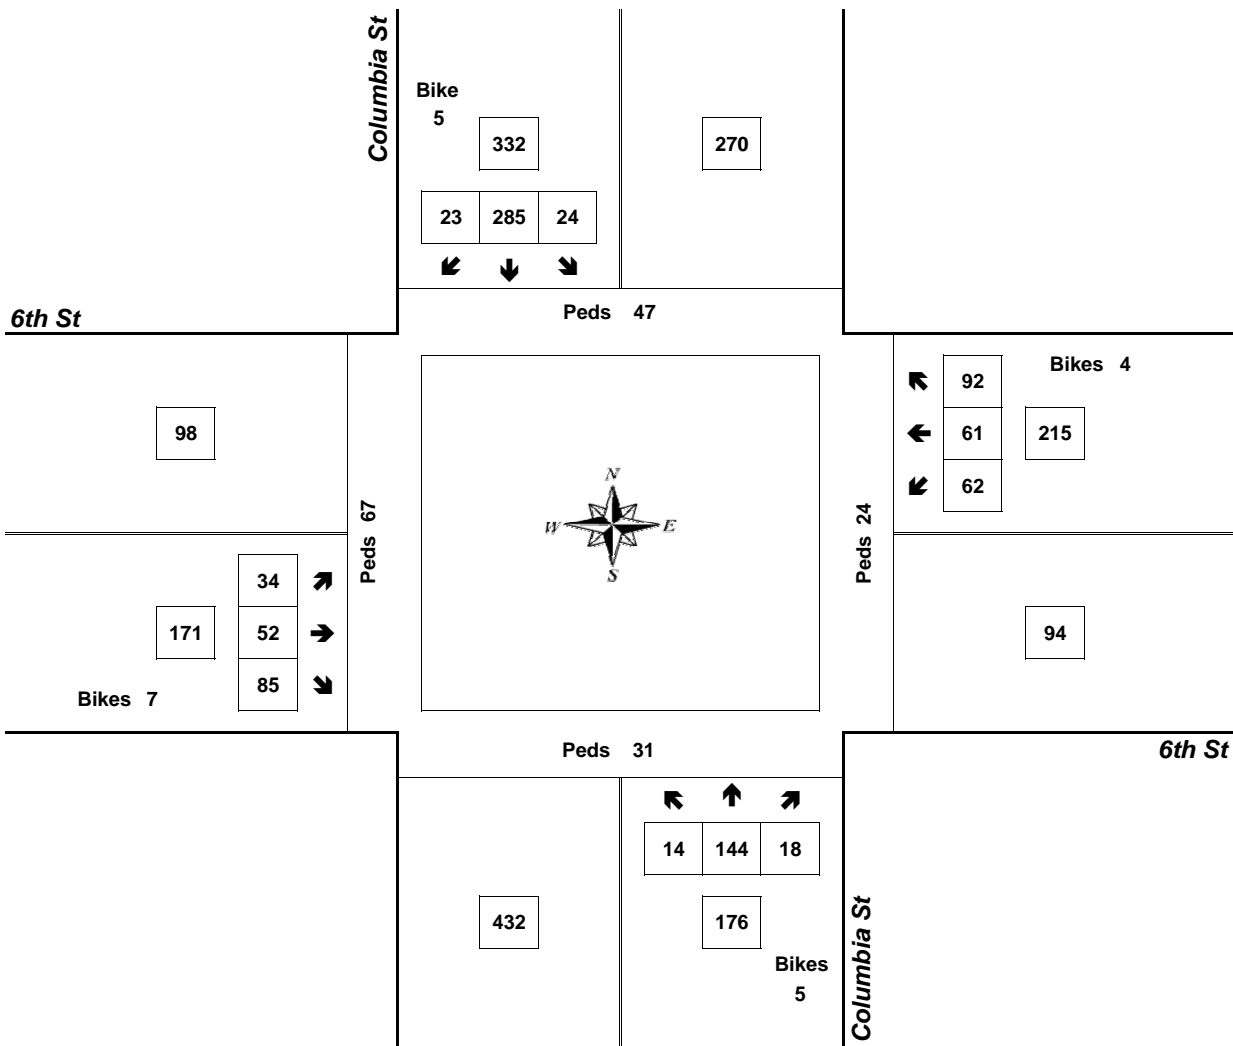 Columbia St
Bike
5
332
270
23 285 24
Peds 47
6th St
92
Bikes 4
98
61
215
62
N
W E
S
Peds 67
Peds 24
34
171
52
94
85
Bikes 7
Peds 31
6th St
14 144 18
432
176
Bikes
5
Columbia St